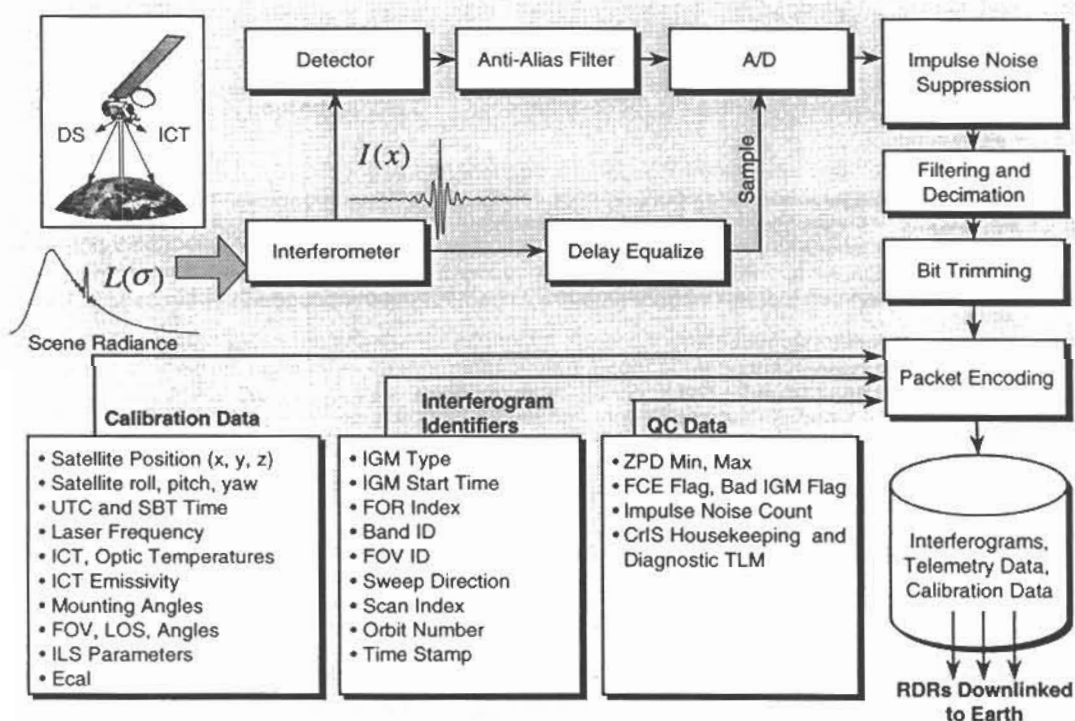 DS
ICT
Detector
Anti-Alias Filter
A/D
Impulse Noise
Suppression
I(x)
Sample
Filtering and
Decimation
Interferometer
Delay Equalize
Bit Trimming
L(σ)
Scene Radiance
Packet Encoding
Calibration Data
• Satellite Position (x, y, z)
• Satellite roll, pitch, yaw
• UTC and SBT Time
• Laser Frequency
• ICT, Optic Temperatures
• ICT Emissivity
• Mounting Angles
• FOV, LOS, Angles
• ILS Parameters
• Ecal
Interferogram
Identifiers
• IGM Type
• IGM Start Time
• FOR Index
• Band ID
• FOV ID
• Sweep Direction
• Scan Index
• Orbit Number
• Time Stamp
QC Data
• ZPD Min, Max
• FCE Flag, Bad IGM Flag
• Impulse Noise Count
• CrIS Housekeeping and
Diagnostic TLM
Interferograms,
Telemetry Data,
Calibration Data
RDRs Downlinked
to Earth